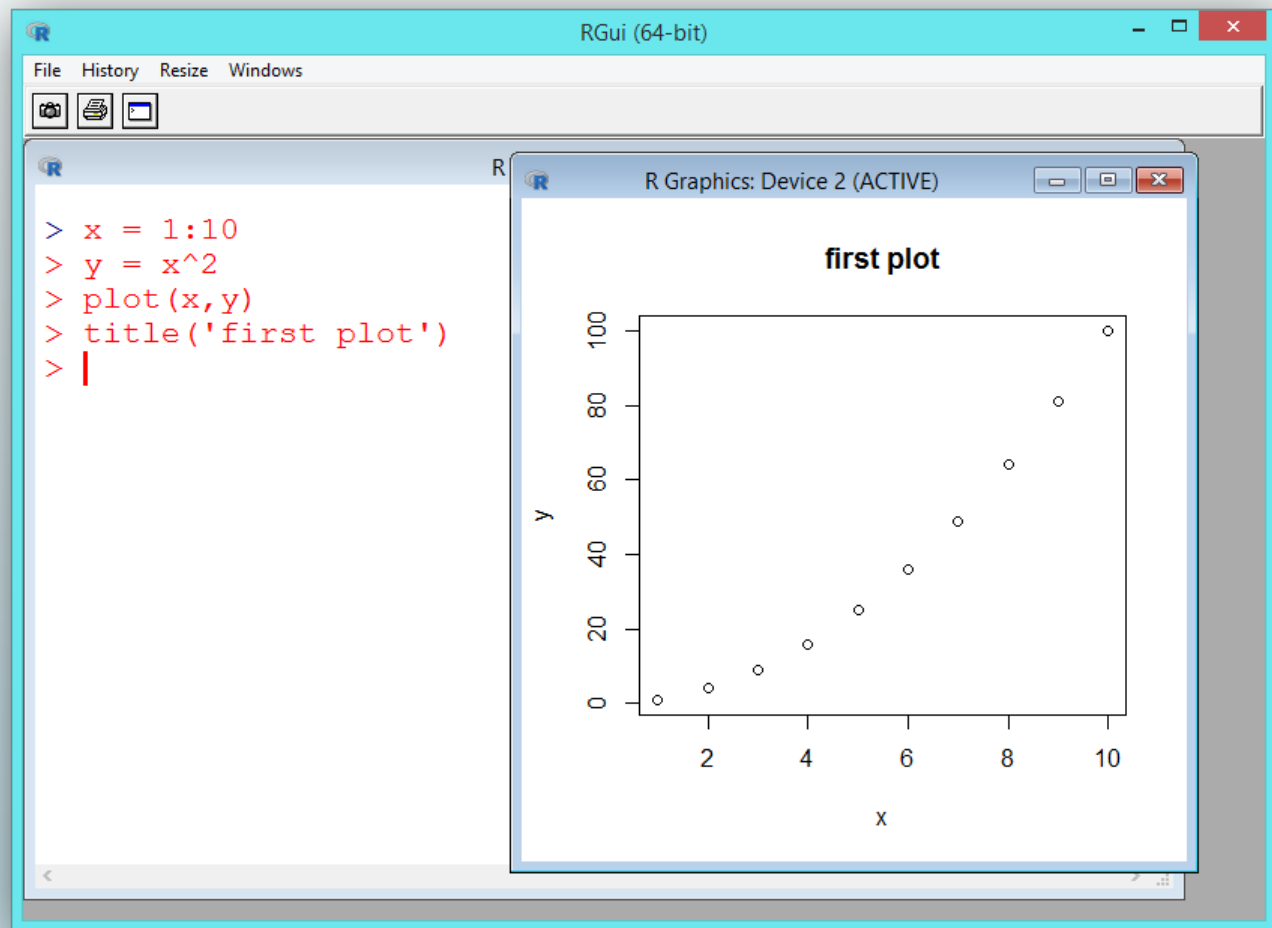 RGui (64-bit)
File History Resize Windows
R
> x = 1:10
> y = x^2
> plot(x,y)
> title('first plot')
>
R Graphics: Device 2 (ACTIVE)
first plot
y
100
80
60
40
20
0
2 4 6 8 10
x